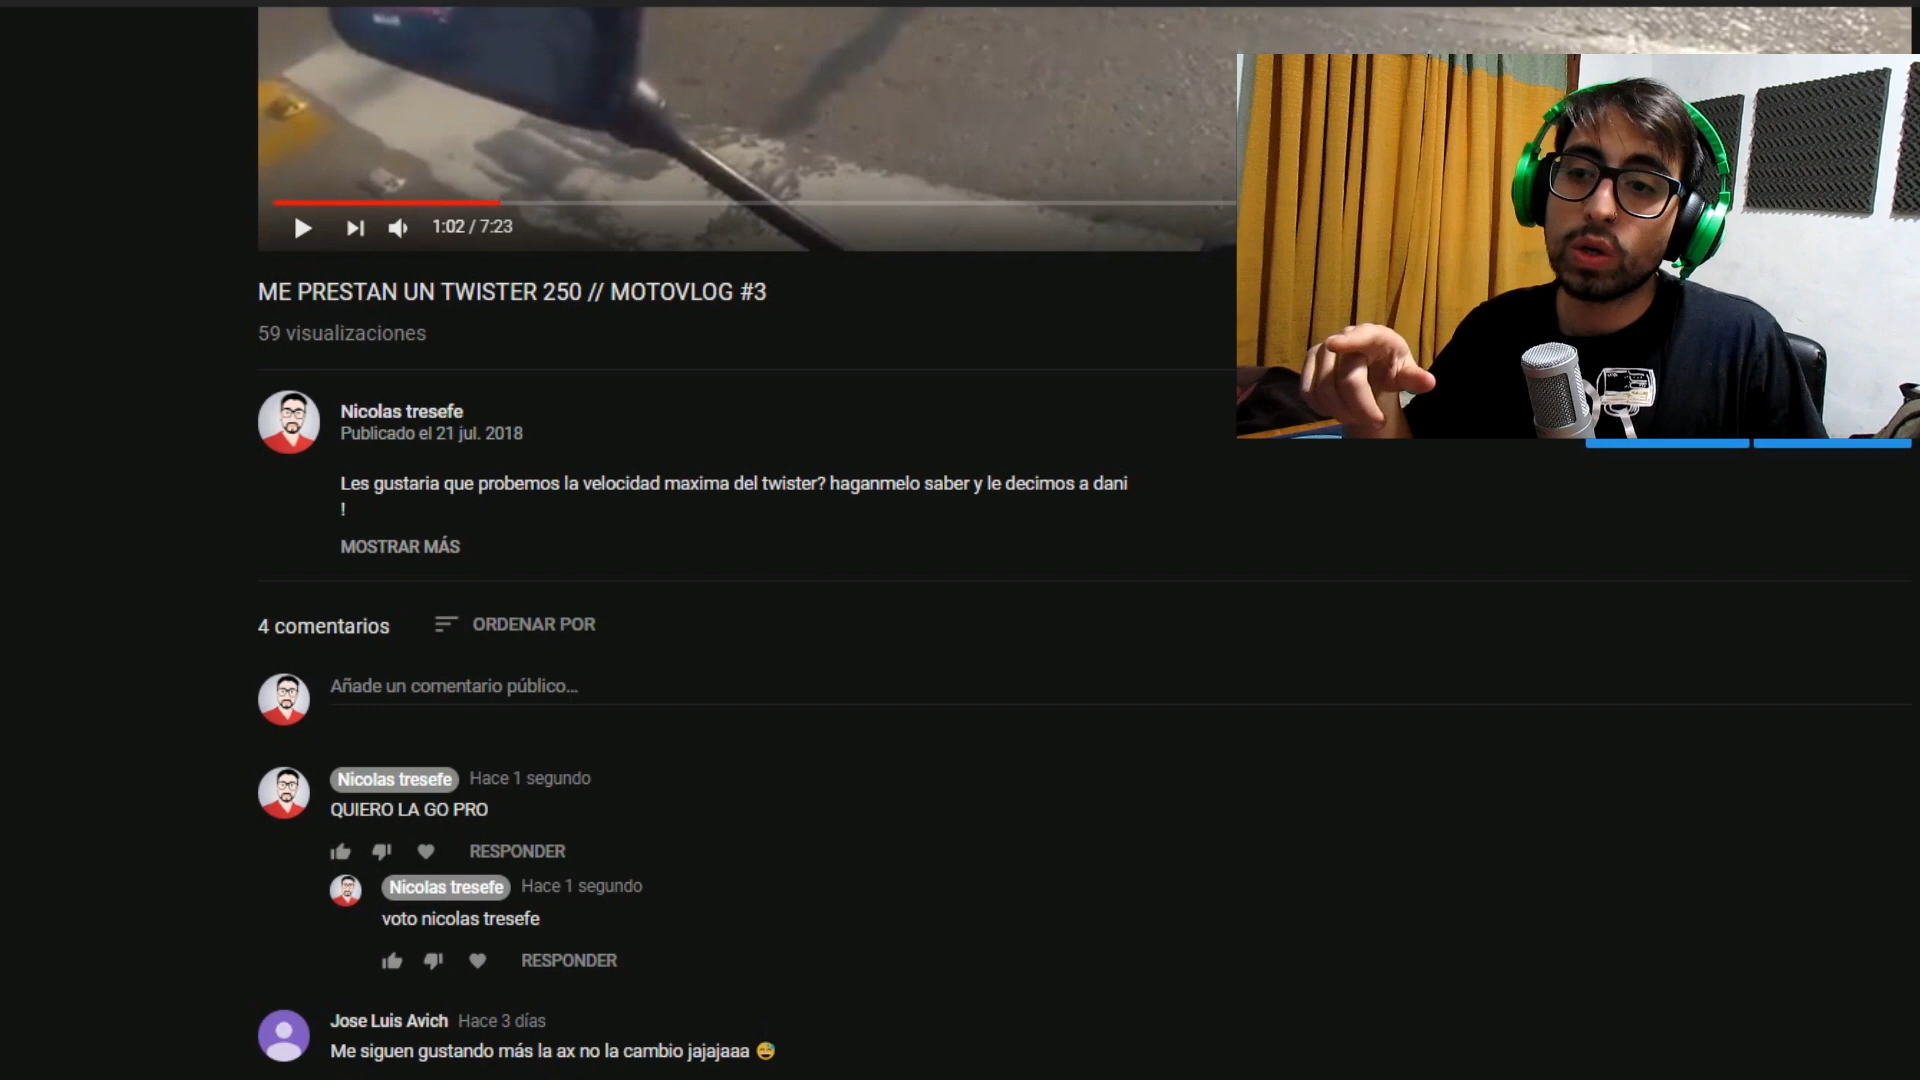 1:02 / 7:23
ME PRESTAN UN TWISTER 250 // MOTOVLOG #3
59 visualizaciones
Nicolas tresefe
Publicado el 21 jul. 2018
Les gustaria que probemos la velocidad maxima del twister? haganmelo saber y le decimos a dani
!
MOSTRAR MÁS
4 comentarios ORDENAR POR
Añade un comentario público...
Nicolas tresefe Hace 1 segundo
QUIERO LA GO PRO
RESPONDER
Nicolas tresefe Hace 1 segundo
voto nicolas tresefe
RESPONDER
Jose Luis Avich Hace 3 días
Me siguen gustando más la ax no la cambio jajajaaa 😅